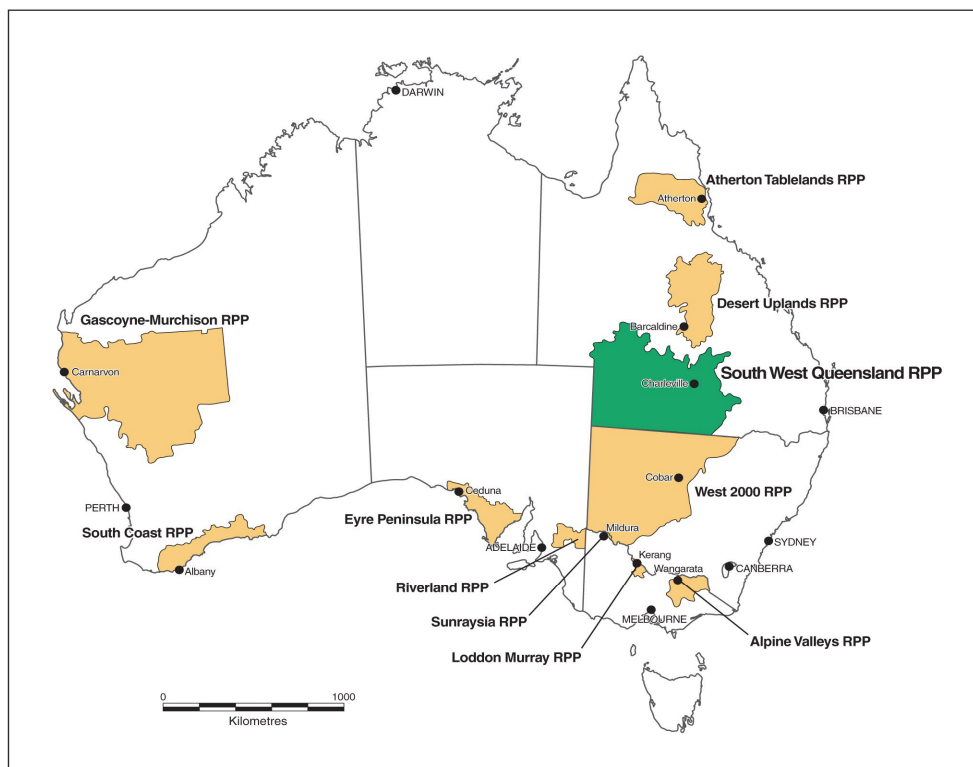 DARWIN
Atherton Tablelands RPP
Atherton
Desert Uplands RPP
Gascoyne-Murchison RPP
Barcaldine
South West Queensland RPP
Carnarvon
Charleville
BRISBANE
Cobar
West 2000 RPP
Ceduna
PERTH
Eyre Peninsula RPP
South Coast RPP
Mildura
SYDNEY
ADELAIDE
Kerang
Albany
Wangarata
CANBERRA
Riverland RPP
MELBOURNE
Sunraysia RPP
Alpine Valleys RPP
Loddon Murray RPP
0 1000
Kilometres